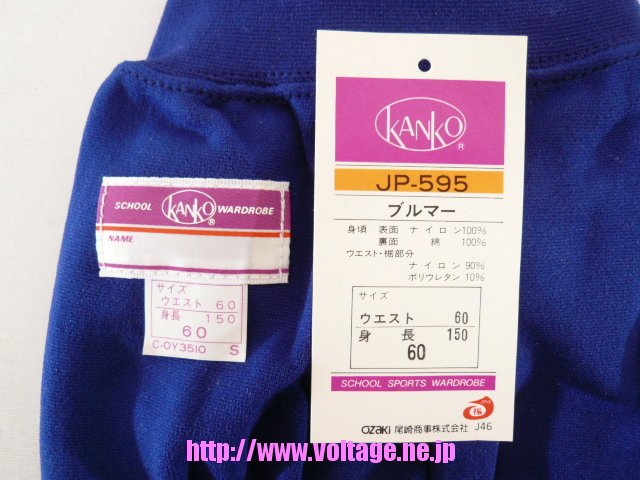 SCHOOL KANKO® WARDROBE
NAME
サイズ
ウエスト 60
身長 150
60
C-OY3510 S
KANKO®
JP-595
ブルマー
身頃 表面 ナイロン100%
裏面 綿 100%
ウエスト・裾部分
ナイロン 90%
ポリウレタン 10%
サイズ
ウエスト 60
身長 150
60
SCHOOL SPORTS WARDROBE
OZAKI 尾崎商事株式会社 J46
http://www.voltage.ne.jp